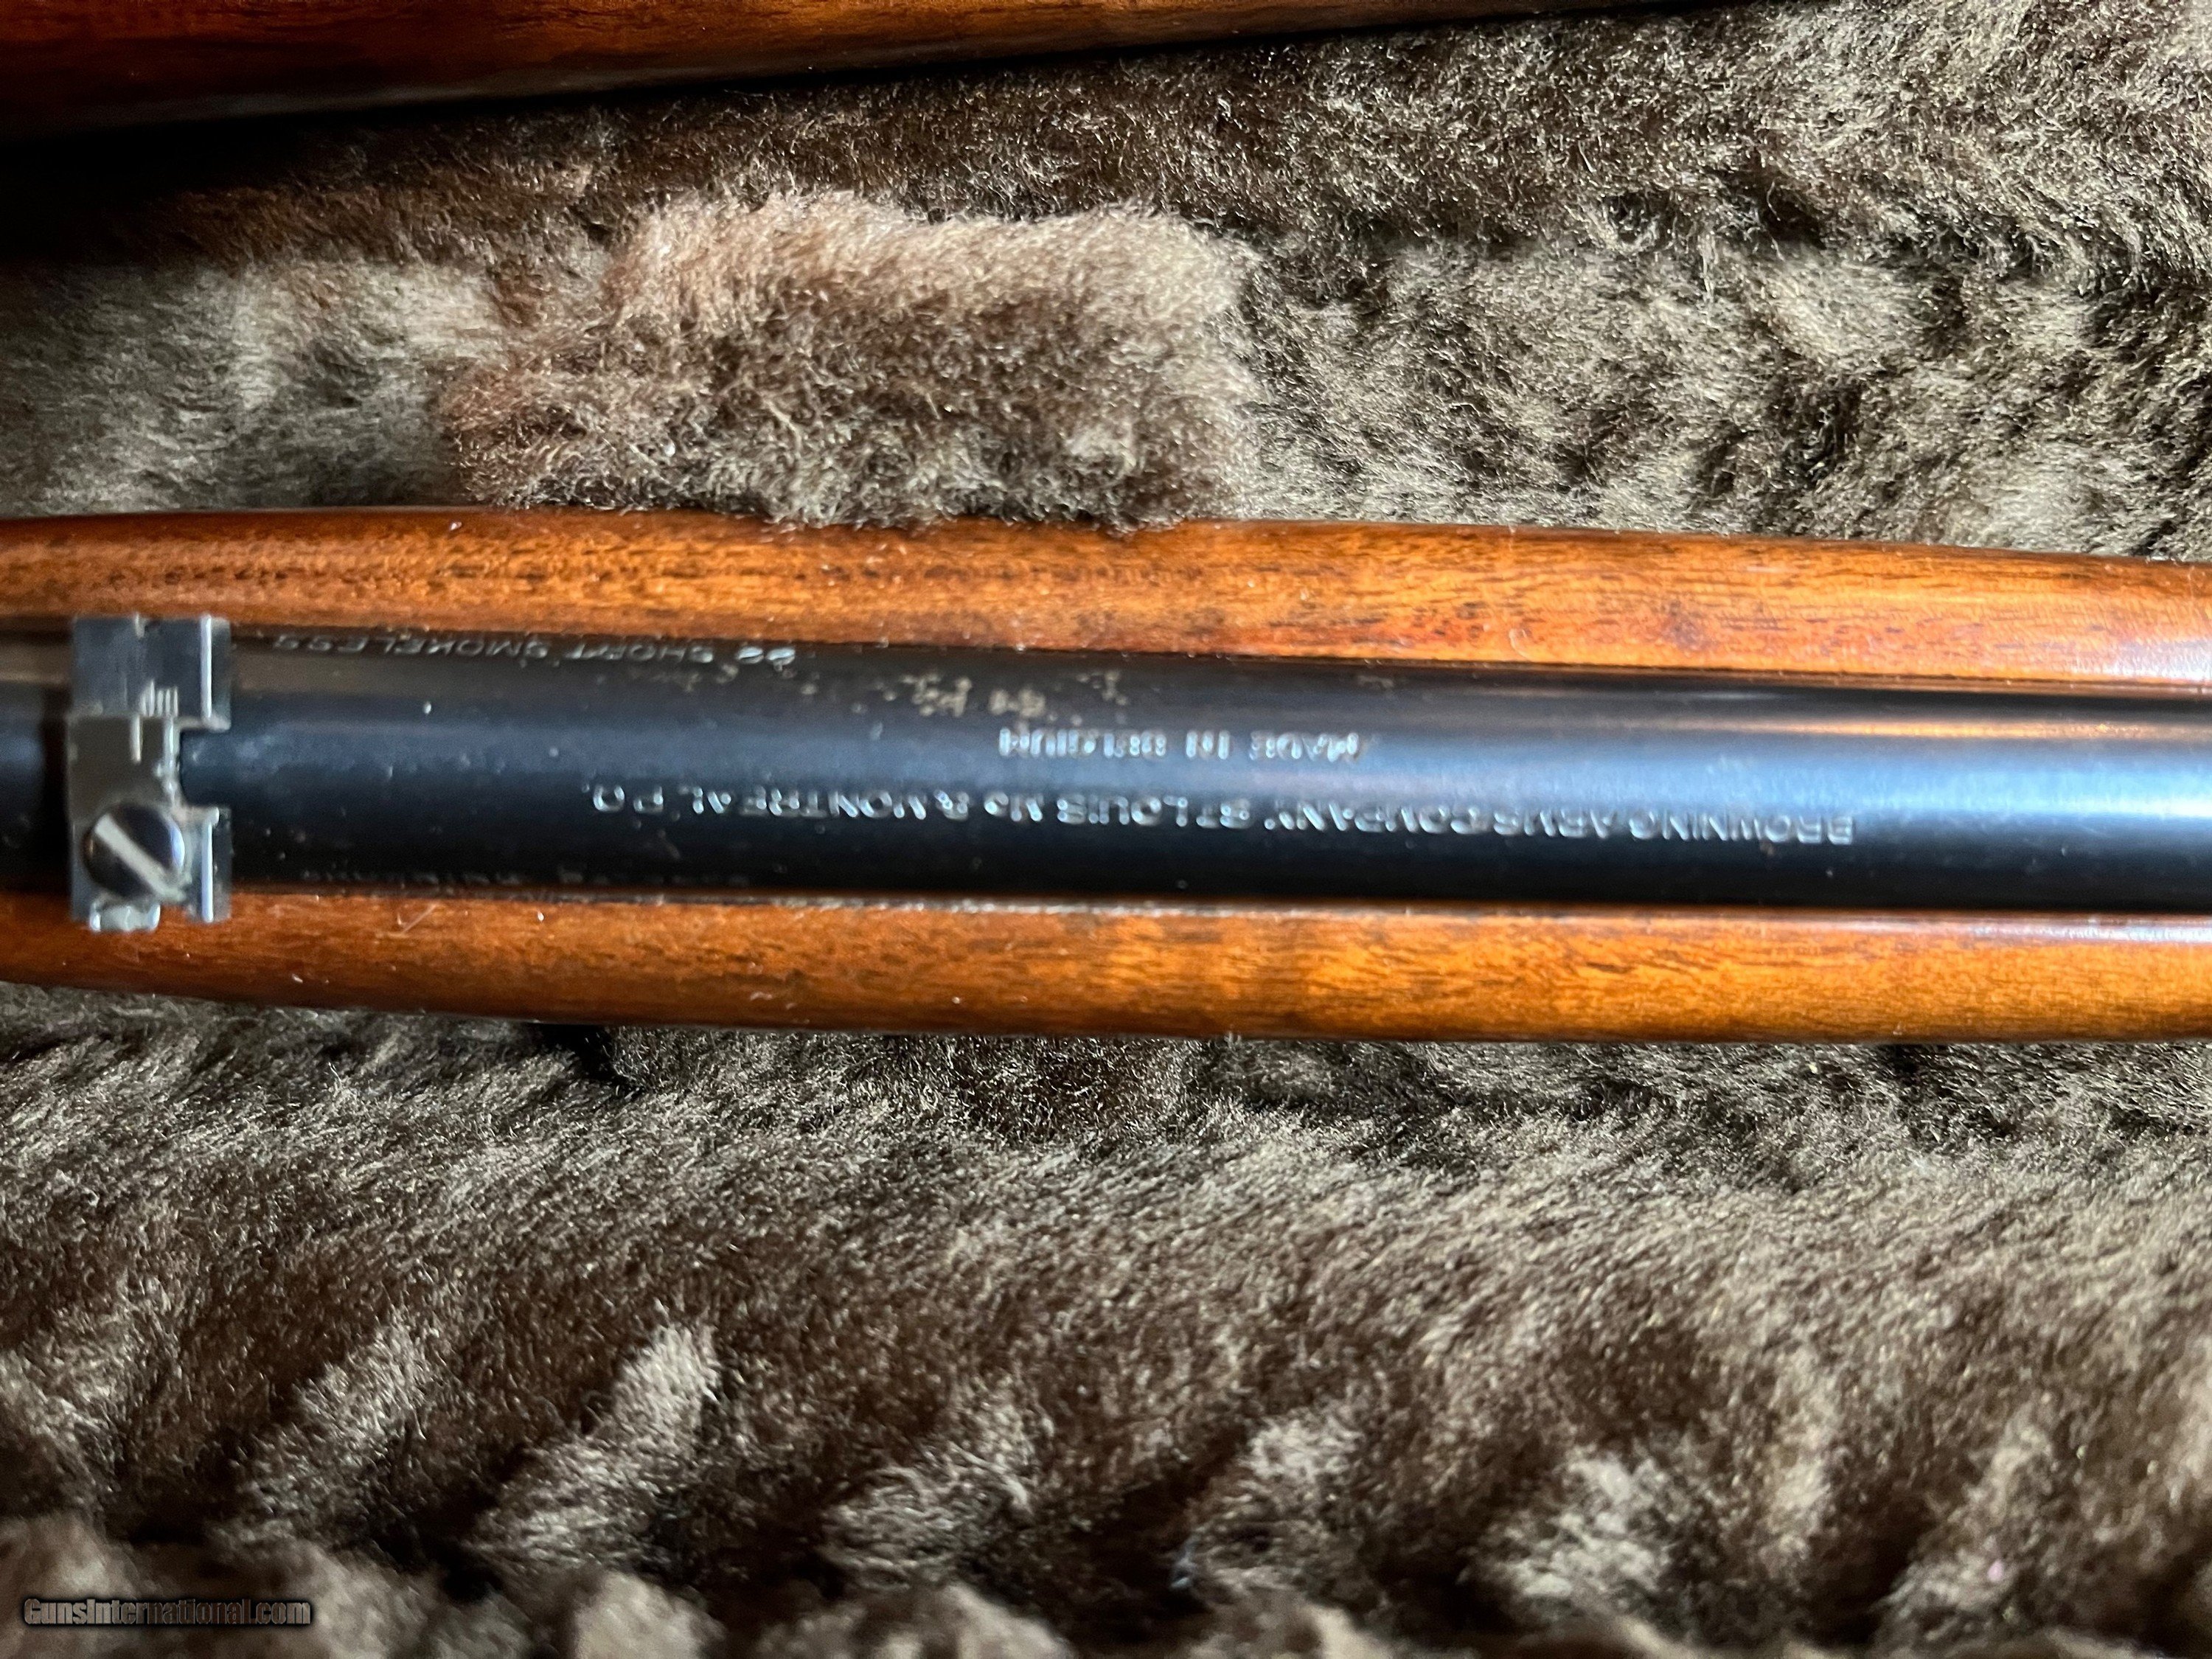 BROWNING ARMS COMPANY, ST LOUIS, Mo & MONTREAL P.Q.
MADE IN BELGIUM
22 SHORT SMOKELESS
GunsInternational.com